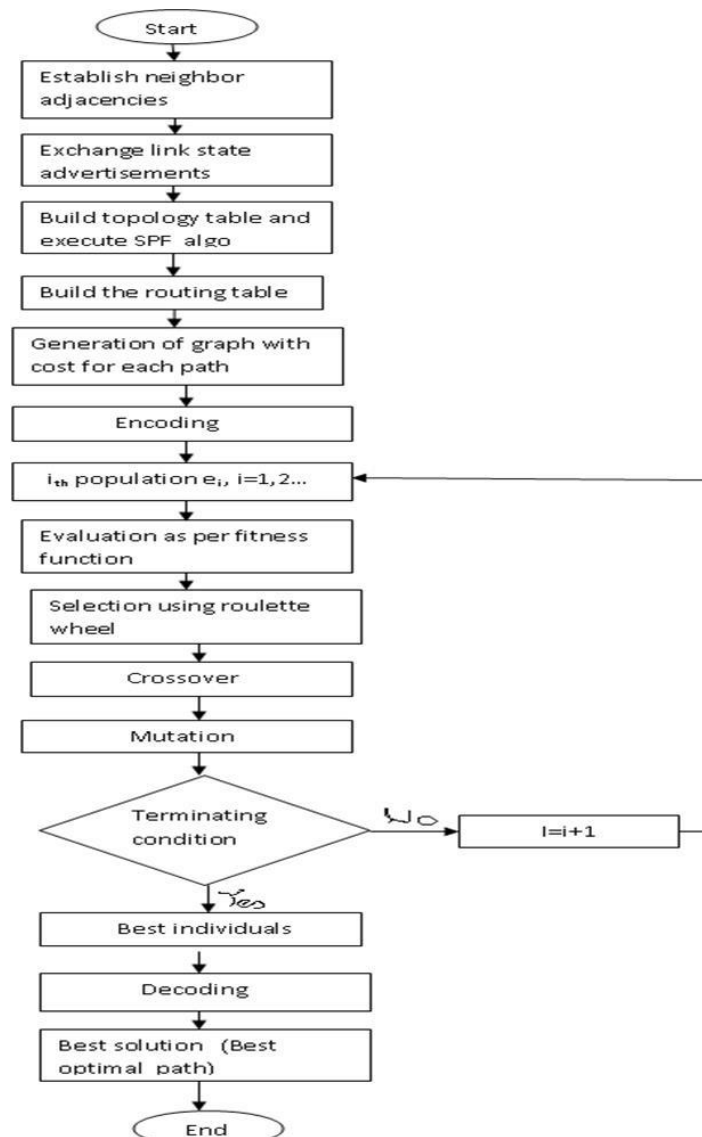 Start
Establish neighbor
adjacencies
Exchange link state
advertisements
Build topology table and
execute SPF algo
Build the routing table
Generation of graph with
cost for each path
Encoding
iₜₕ population eᵢ, i=1,2...
Evaluation as per fitness
function
Selection using roulette
wheel
Crossover
Mutation
Terminating
condition
No
I=i+1
Yes
Best individuals
Decoding
Best solution (Best
optimal path)
End